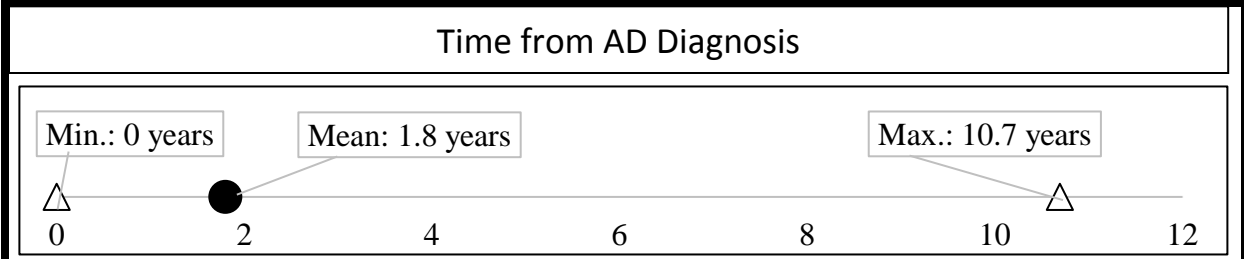 Time from AD Diagnosis
Min.: 0 years
Mean: 1.8 years
Max.: 10.7 years
0 2 4 6 8 10 12